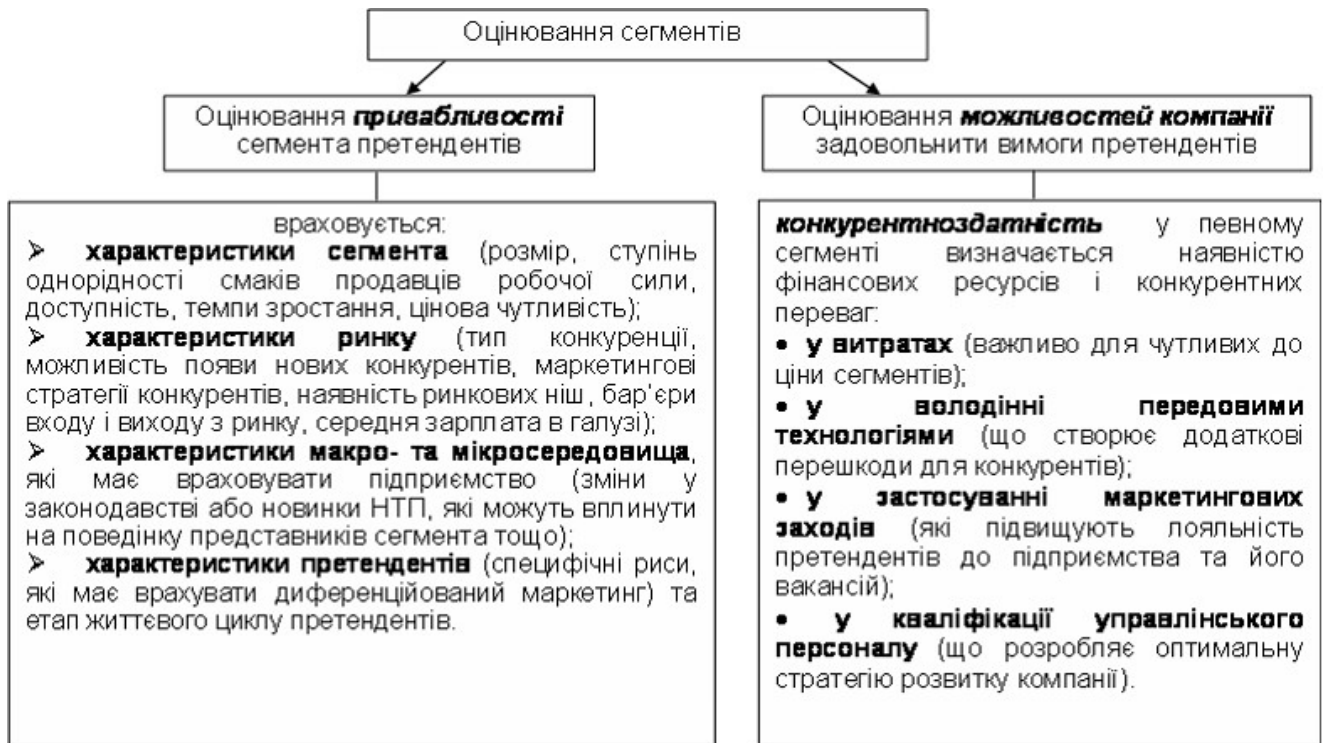 Оцінювання сегментів
Оцінювання привабливості
сегмента претендентів
Оцінювання можливостей компанії
задовольнити вимоги претендентів
враховується:
➢ характеристики сегмента (розмір, ступінь
однорідності смаків продавців робочої сили,
доступність, темпи зростання, цінова чутливість);
➢ характеристики ринку (тип конкуренції,
можливість появи нових конкурентів, маркетингові
стратегії конкурентів, наявність ринкових ніш, бар’єри
входу і виходу з ринку, середня зарплата в галузі);
➢ характеристики макро- та мікросередовища,
які має враховувати підприємство (зміни у
законодавстві або новинки НТП, які можуть вплинути
на поведінку представників сегмента тощо);
➢ характеристики претендентів (специфічні риси,
які має врахувати диференційований маркетинг) та
етап життєвого циклу претендентів.
конкурентноздатність у певному
сегменті визначається наявністю
фінансових ресурсів і конкурентних
переваг:
• у витратах (важливо для чутливих до
ціни сегментів);
• у володінні передовими
технологіями (що створює додаткові
перешкоди для конкурентів);
• у застосуванні маркетингових
заходів (які підвищують лояльність
претендентів до підприємства та його
вакансій);
• у кваліфікації управлінського
персоналу (що розробляє оптимальну
стратегію розвитку компанії).